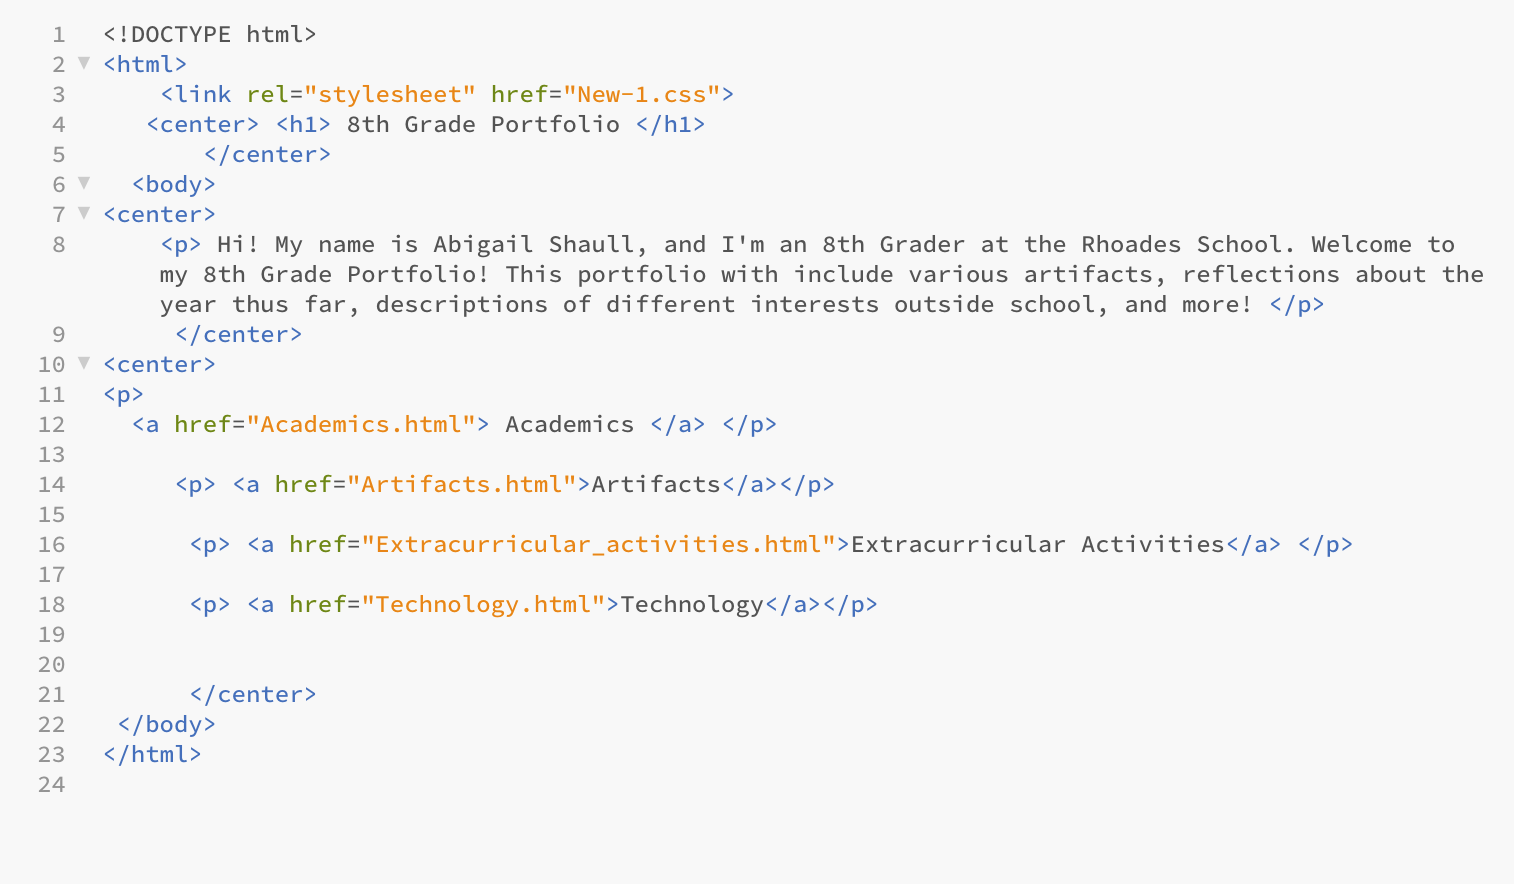 1 <!DOCTYPE html>
2 ▼ <html>
3 <link rel="stylesheet" href="New-1.css">
4 <center> <h1> 8th Grade Portfolio </h1>
5 </center>
6 ▼ <body>
7 ▼ <center>
8 <p> Hi! My name is Abigail Shaull, and I'm an 8th Grader at the Rhoades School. Welcome to
my 8th Grade Portfolio! This portfolio with include various artifacts, reflections about the
year thus far, descriptions of different interests outside school, and more! </p>
9 </center>
10 ▼ <center>
11 <p>
12 <a href="Academics.html"> Academics </a> </p>
13
14 <p> <a href="Artifacts.html">Artifacts</a></p>
15
16 <p> <a href="Extracurricular_activities.html">Extracurricular Activities</a> </p>
17
18 <p> <a href="Technology.html">Technology</a></p>
19
20
21 </center>
22 </body>
23 </html>
24